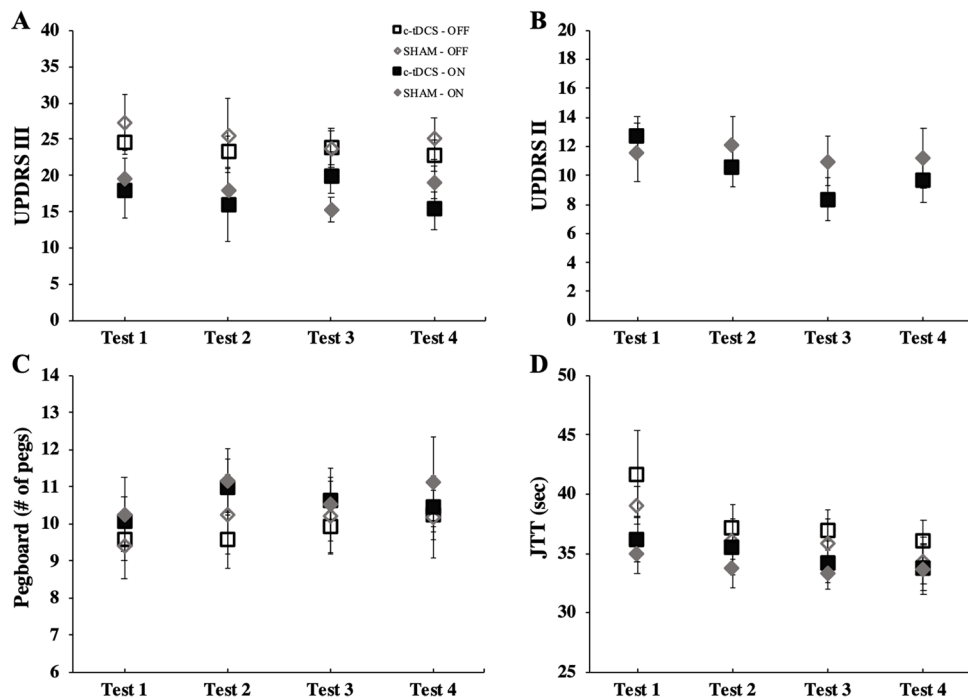 A
UPDRS III
40
35
30
25
20
15
10
5
0
c-tDCS - OFF
SHAM - OFF
c-tDCS - ON
SHAM - ON
Test 1 Test 2 Test 3 Test 4
B
UPDRS II
20
18
16
14
12
10
8
6
4
2
0
Test 1 Test 2 Test 3 Test 4
C
Pegboard (# of pegs)
14
13
12
11
10
9
8
7
6
Test 1 Test 2 Test 3 Test 4
D
JTT (sec)
50
45
40
35
30
25
Test 1 Test 2 Test 3 Test 4